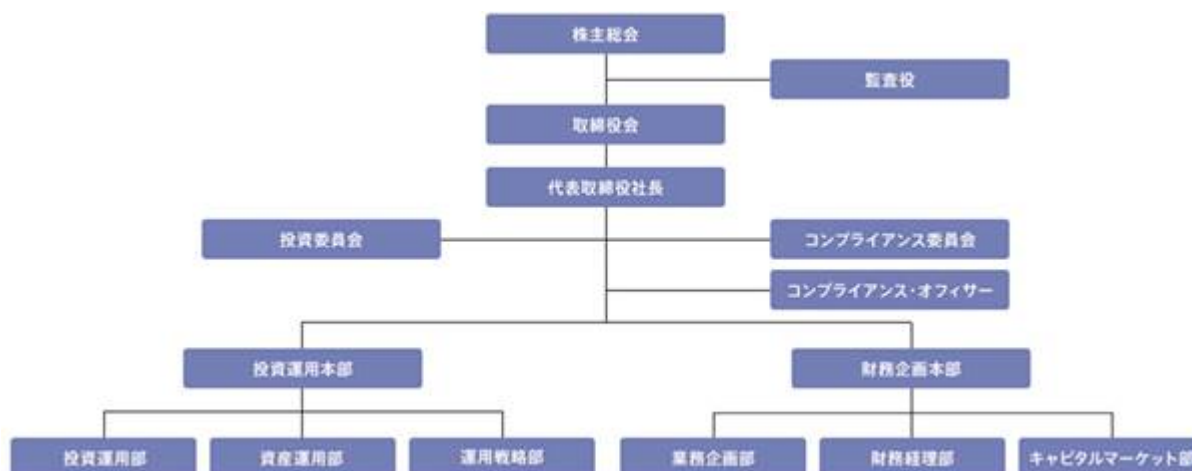 株主総会
監査役
取締役会
代表取締役社長
投資委員会
コンプライアンス委員会
コンプライアンス・オフィサー
投資運用本部
財務企画本部
投資運用部
資産運用部
運用戦略部
業務企画部
財務経理部
キャピタルマーケット部